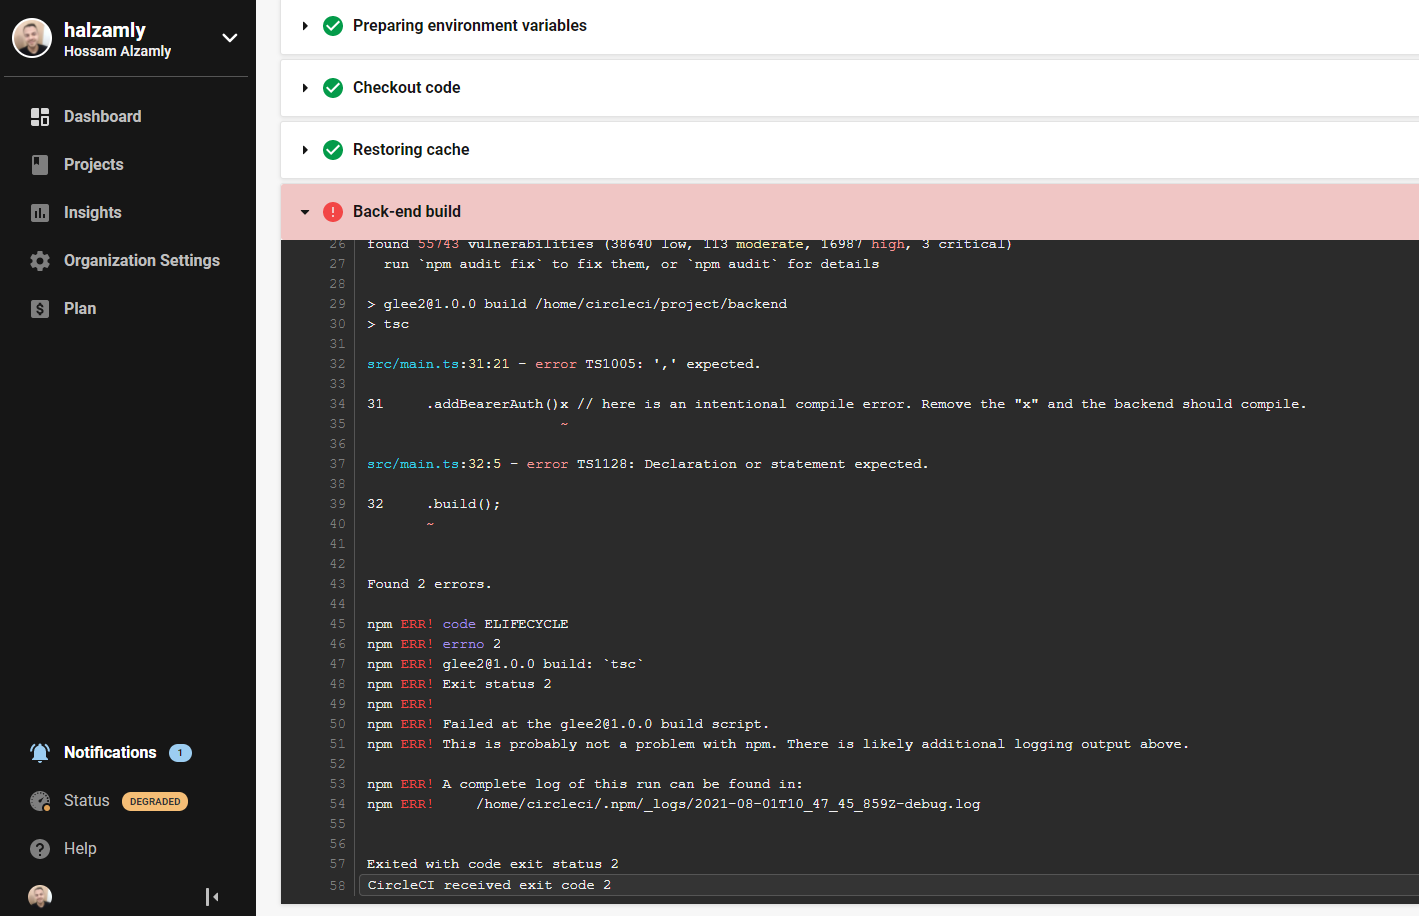 halzamly
Hossam Alzamly
Dashboard
Projects
Insights
Organization Settings
Plan
Notifications 1
Status DEGRADED
Help
Preparing environment variables
Checkout code
Restoring cache
! Back-end build
26 found 55743 vulnerabilities (38640 low, 113 moderate, 16987 high, 3 critical)
27 run `npm audit fix` to fix them, or `npm audit` for details
28
29 > glee2@1.0.0 build /home/circleci/project/backend
30 > tsc
31
32 src/main.ts:31:21 - error TS1005: ',' expected.
33
34 31 .addBearerAuth()x // here is an intentional compile error. Remove the "x" and the backend should compile.
35 ~
36
37 src/main.ts:32:5 - error TS1128: Declaration or statement expected.
38
39 32 .build();
40 ~
41
42
43 Found 2 errors.
44
45 npm ERR! code ELIFECYCLE
46 npm ERR! errno 2
47 npm ERR! glee2@1.0.0 build: `tsc`
48 npm ERR! Exit status 2
49 npm ERR!
50 npm ERR! Failed at the glee2@1.0.0 build script.
51 npm ERR! This is probably not a problem with npm. There is likely additional logging output above.
52
53 npm ERR! A complete log of this run can be found in:
54 npm ERR! /home/circleci/.npm/_logs/2021-08-01T10_47_45_859Z-debug.log
55
56
57 Exited with code exit status 2
58 CircleCI received exit code 2